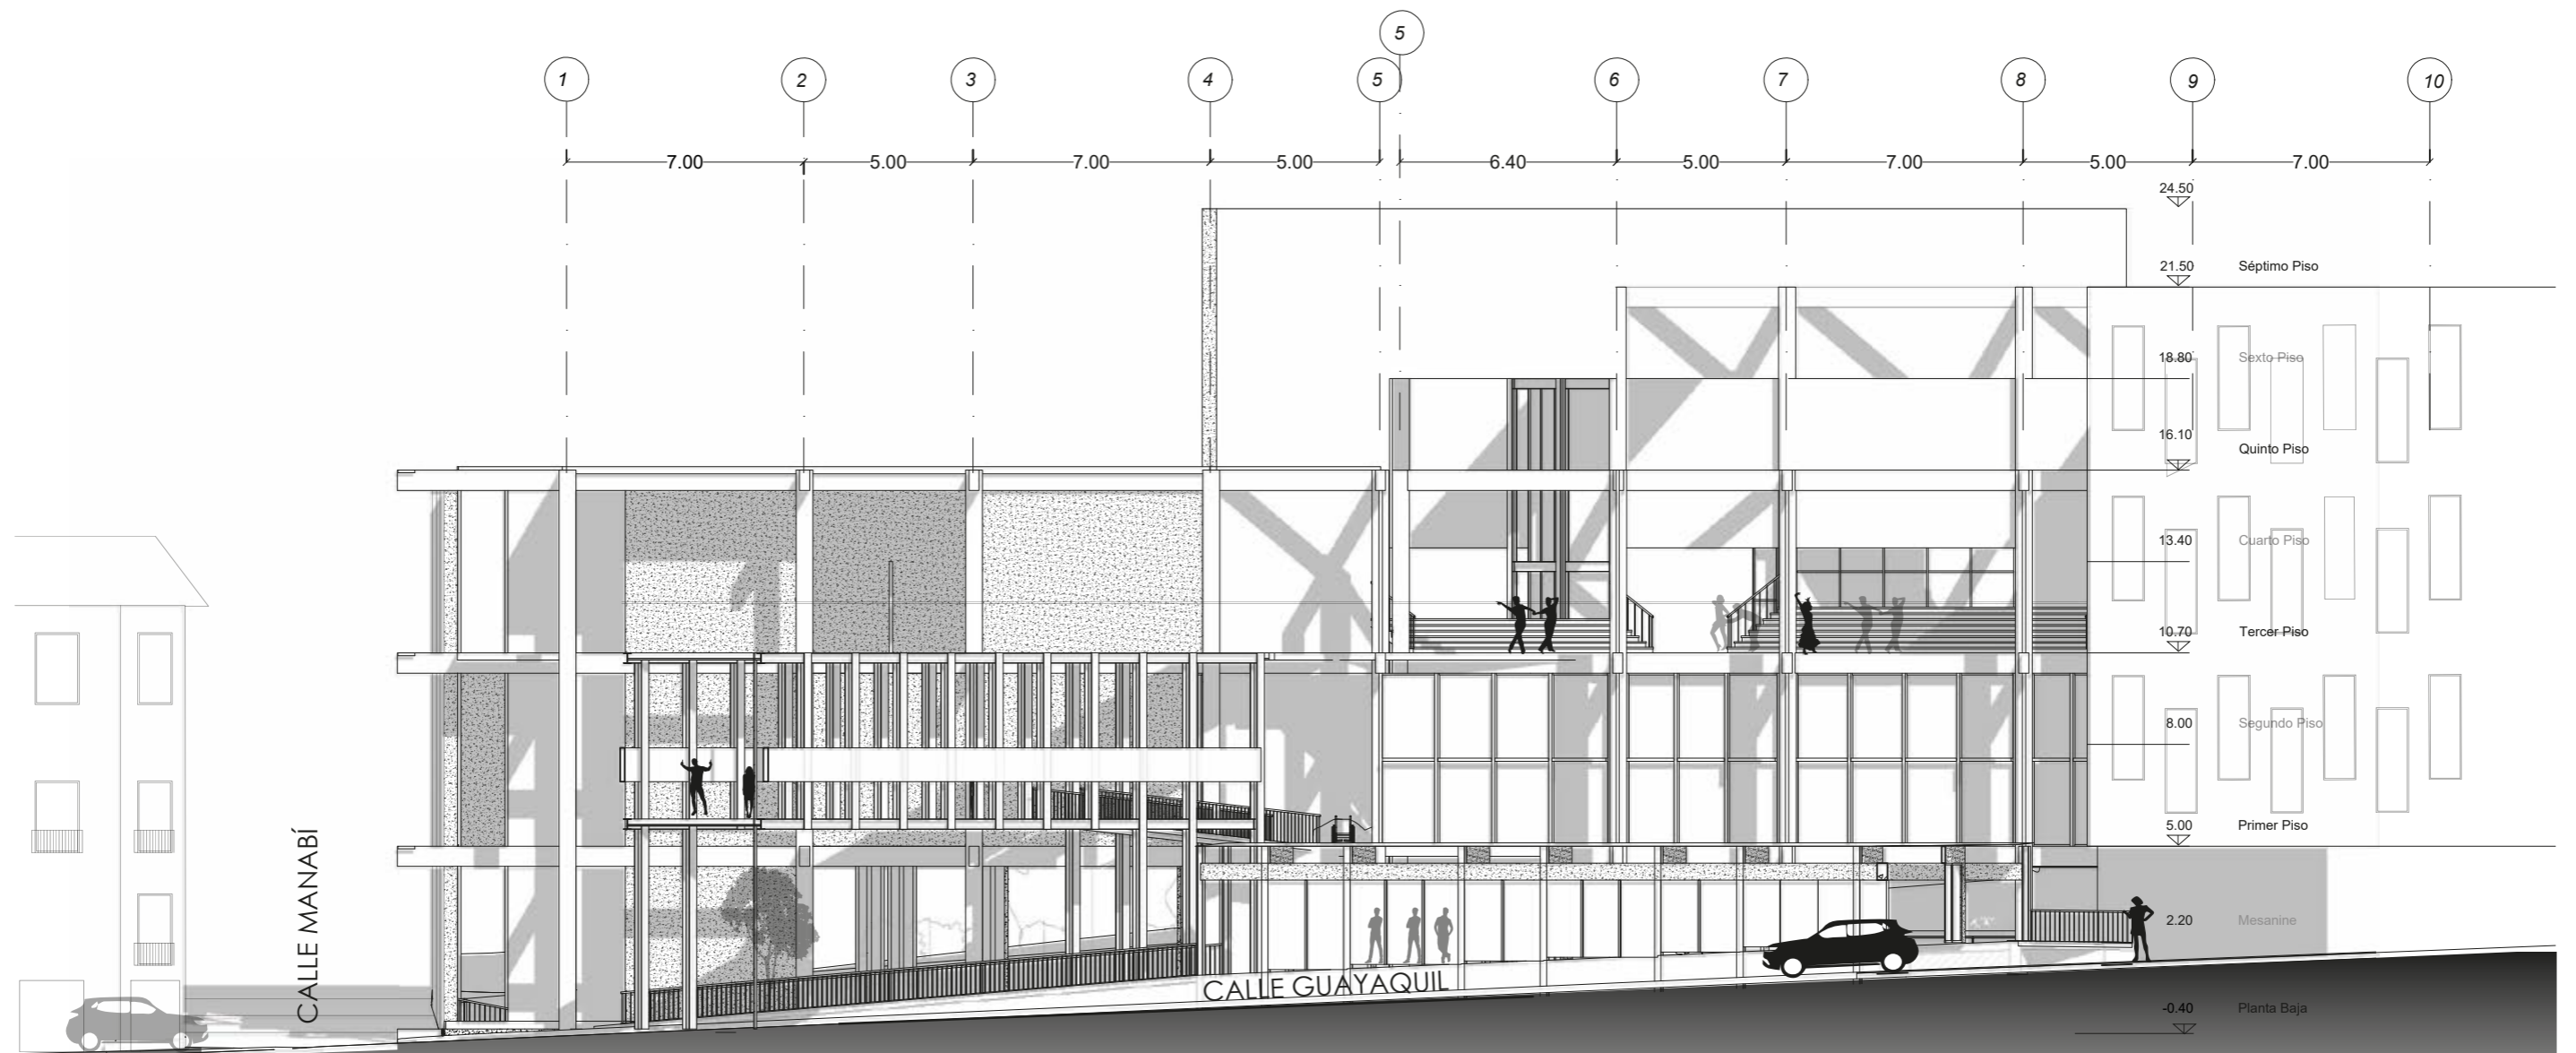 5
1 2 3 4 5 6 7 8 9 10
7.00 5.00 7.00 5.00 6.40 5.00 7.00 5.00 7.00
24.50
21.50 Séptimo Piso
18.80 Sexto Piso
16.10
Quinto Piso
13.40 Cuarto Piso
10.70 Tercer Piso
8.00 Segundo Piso
5.00 Primer Piso
CALLE MANABÍ
2.20 Mesanine
CALLE GUAYAQUIL
-0.40 Planta Baja